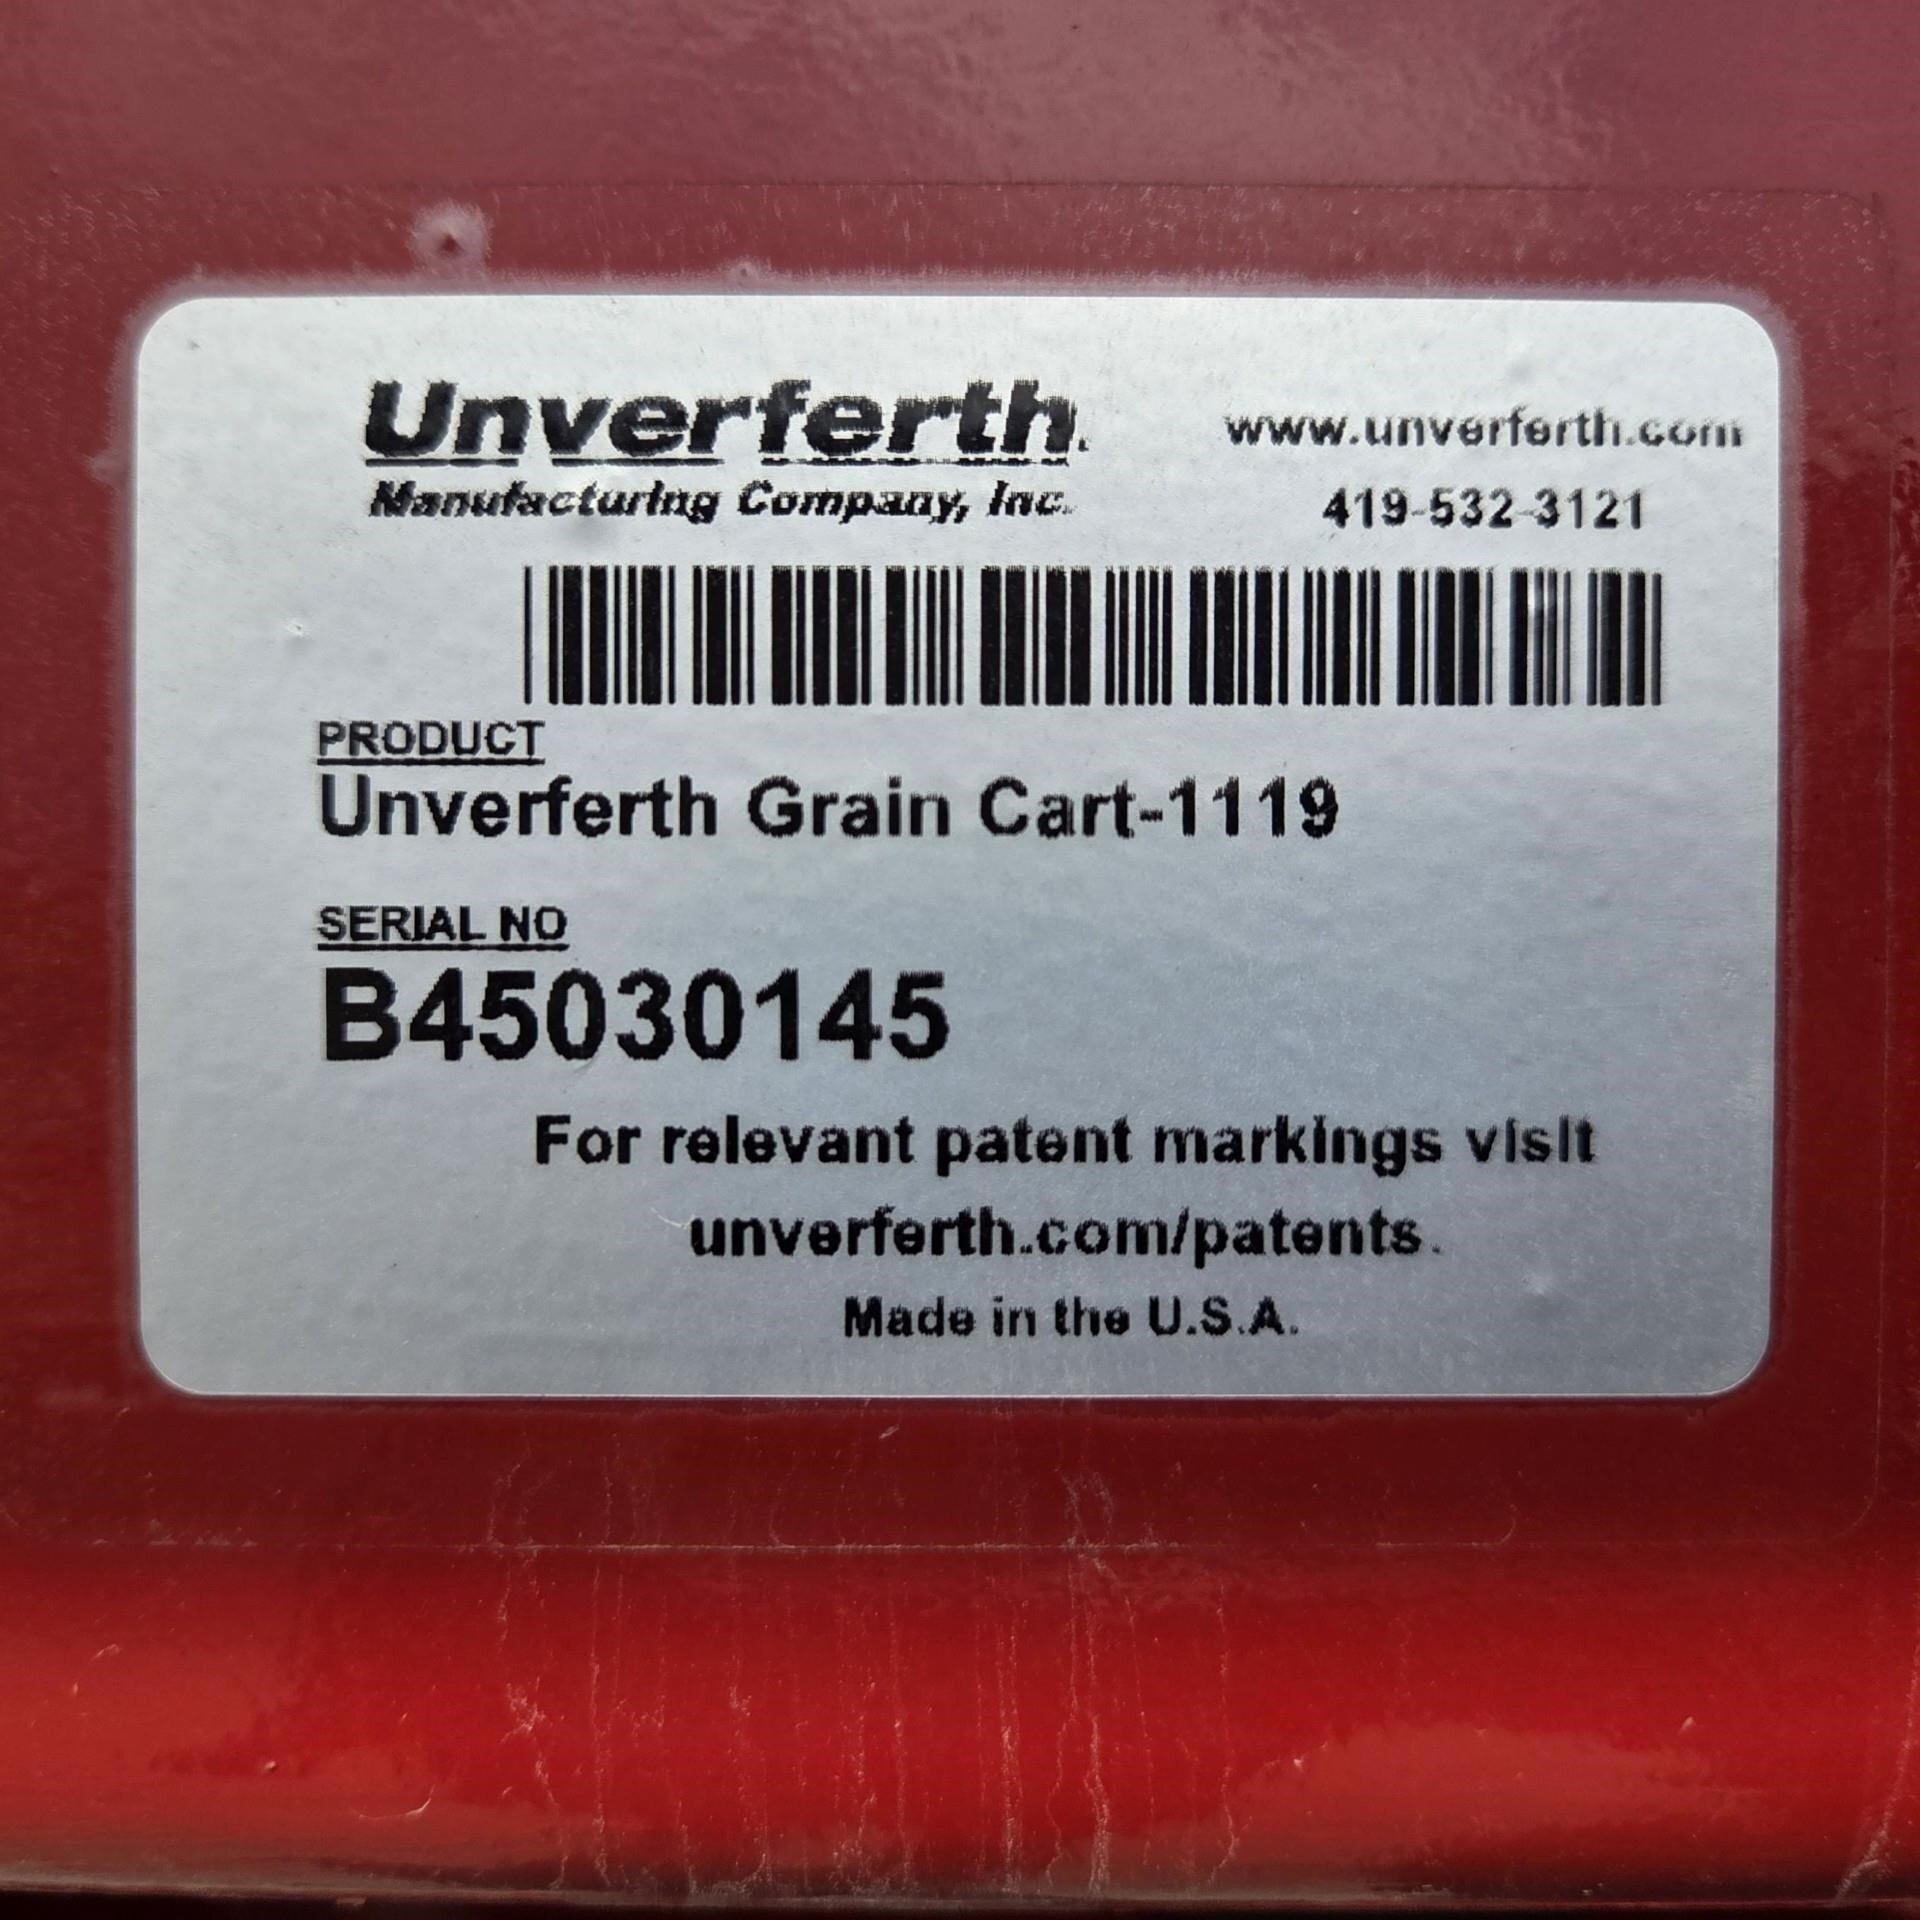 Unverferth.
Manufacturing Company, Inc.
www.unverferth.com
419-532-3121
PRODUCT
Unverferth Grain Cart-1119
SERIAL NO
B45030145
For relevant patent markings visit
unverferth.com/patents.
Made in the U.S.A.